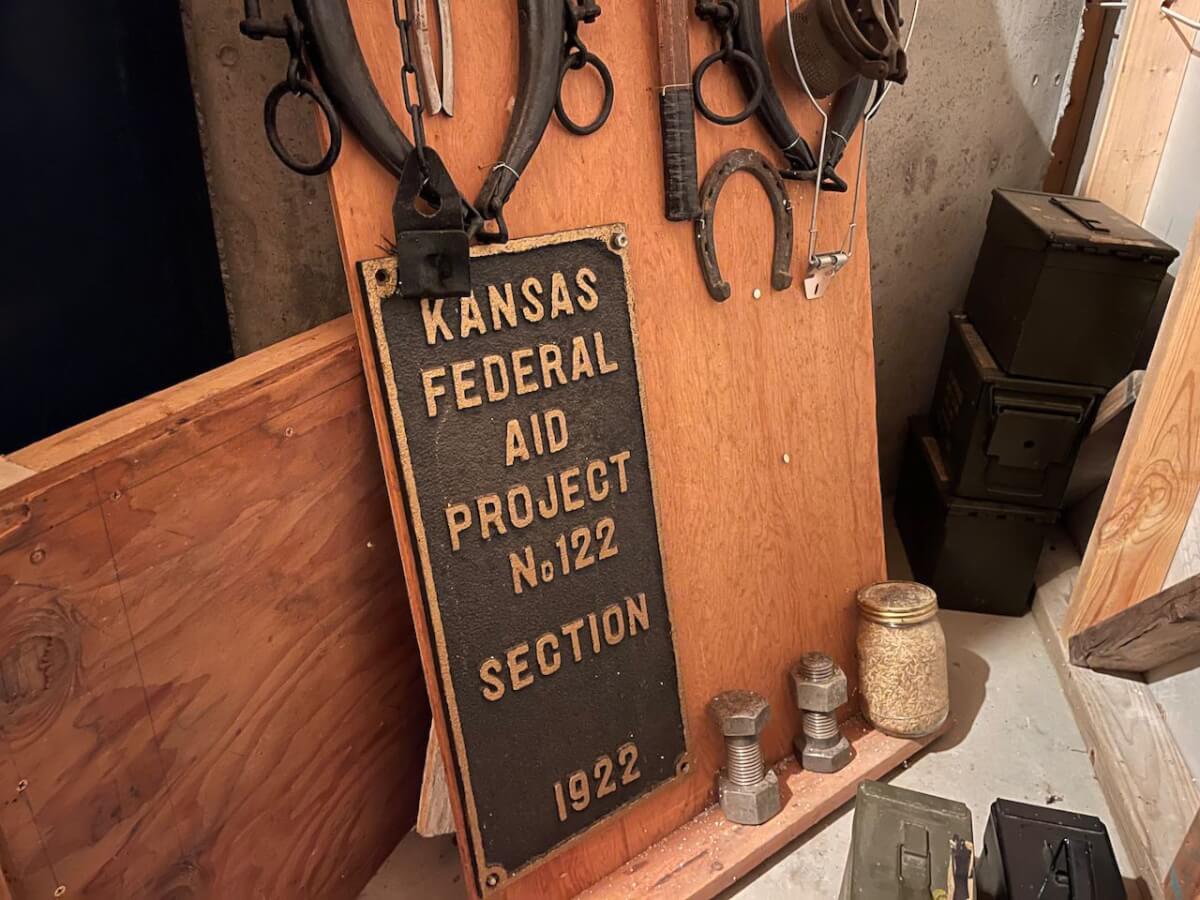 KANSAS
FEDERAL
AID
PROJECT
No122
SECTION
1922